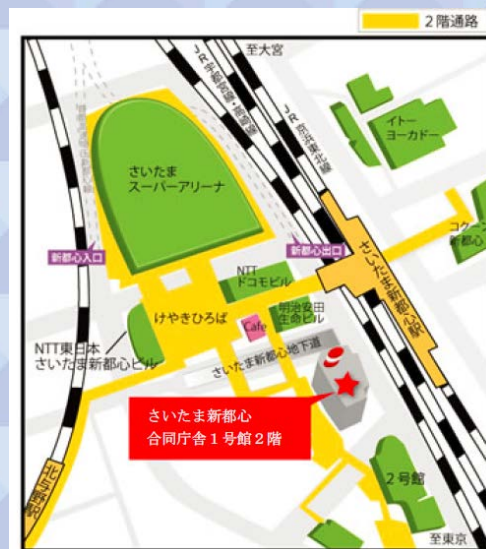 2階通路
至大宮
JR宇都宮線・高崎線
JR京浜東北線
イトー
ヨーカドー
さいたま
スーパーアリーナ
コクーン
新都心
新都心入口
新都心出口
さいたま新都心駅
NTT
ドコモビル
けやきひろば
明治安田
生命ビル
Cafe
NTT東日本
さいたま新都心ビル
さいたま新都心地下道
さいたま新都心
合同庁舎1号館2階
北与野駅
2号館
至東京